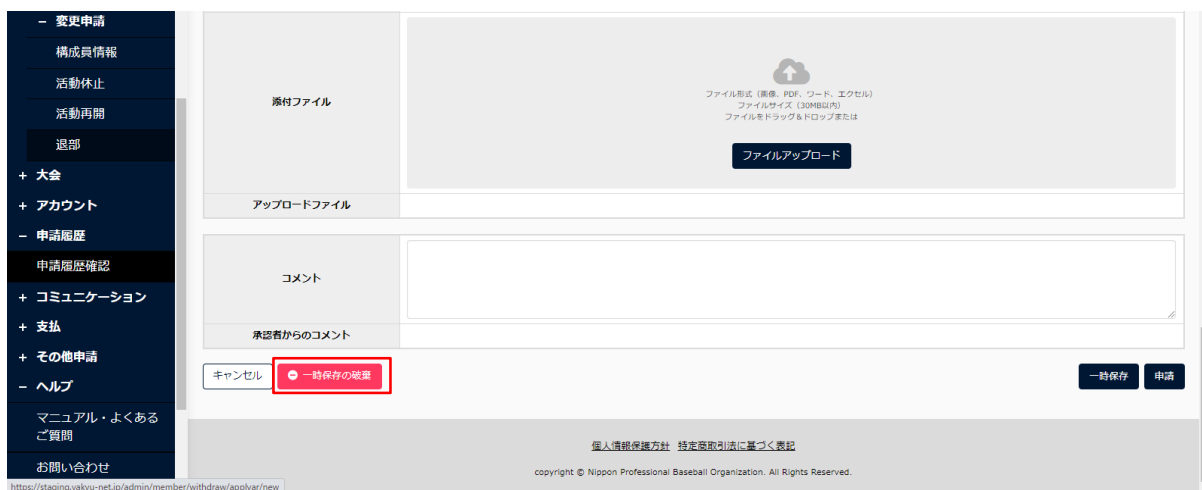 − 変更申請
構成員情報
活動休止
活動再開
退部
+ 大会
+ アカウント
− 申請履歴
申請履歴確認
+ コミュニケーション
+ 支払
+ その他申請
− ヘルプ
マニュアル・よくある
ご質問
お問い合わせ
添付ファイル
ファイル形式（画像、PDF、ワード、エクセル）
ファイルサイズ（30MB以内）
ファイルをドラッグ＆ドロップまたは
ファイルアップロード
アップロードファイル
コメント
承認者からのコメント
キャンセル
一時保存の破棄
一時保存
申請
個人情報保護方針 特定商取引法に基づく表記
copyright © Nippon Professional Baseball Organization. All Rights Reserved.
https://staging.yakyu-net.jp/admin/member/withdraw/applyar/new